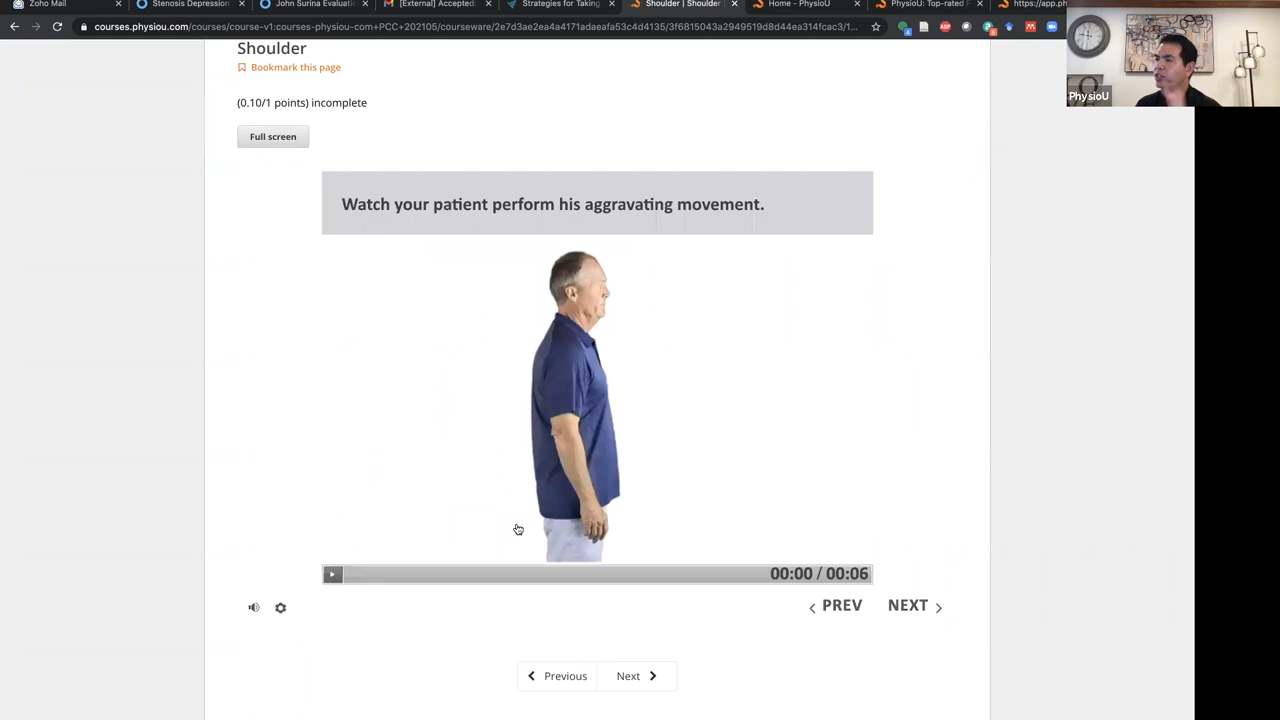 Zoho Mail
Stenosis Depression
John Surina Evaluati
[External] Accepted:
Strategies for Taking
Shoulder | Shoulder
Home - PhysioU
PhysioU: Top-rated
https://app.ph
courses.physiou.com/courses/course-v1:courses-physiou-com+PCC+202105/courseware/2e7d3ae2ea4a4171adaeafa53c4d4135/3f6815043a2949519d8d44ea314fcac3/1...
PhysioU
Shoulder
Bookmark this page
(0.10/1 points) incomplete
Full screen
Watch your patient perform his aggravating movement.
00:00 / 00:06
PREV NEXT
Previous Next